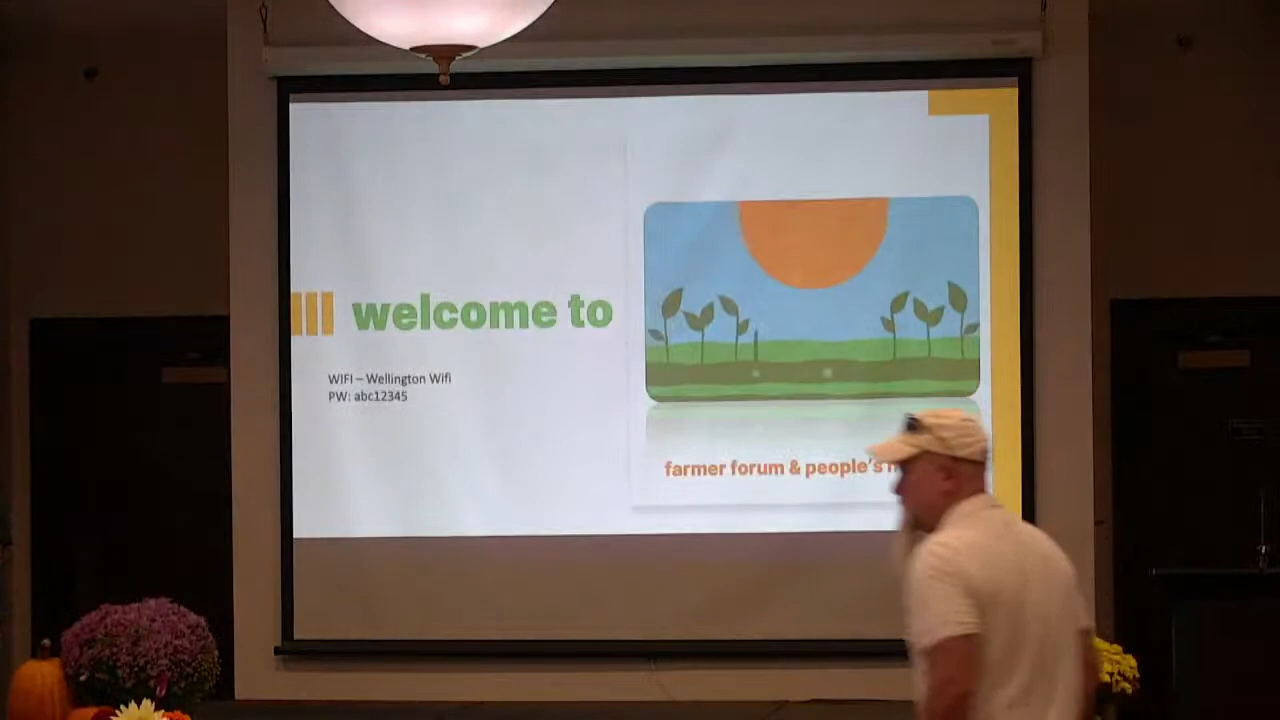 welcome to
WIFI – Wellington Wifi
PW: abc12345
farmer forum & people's